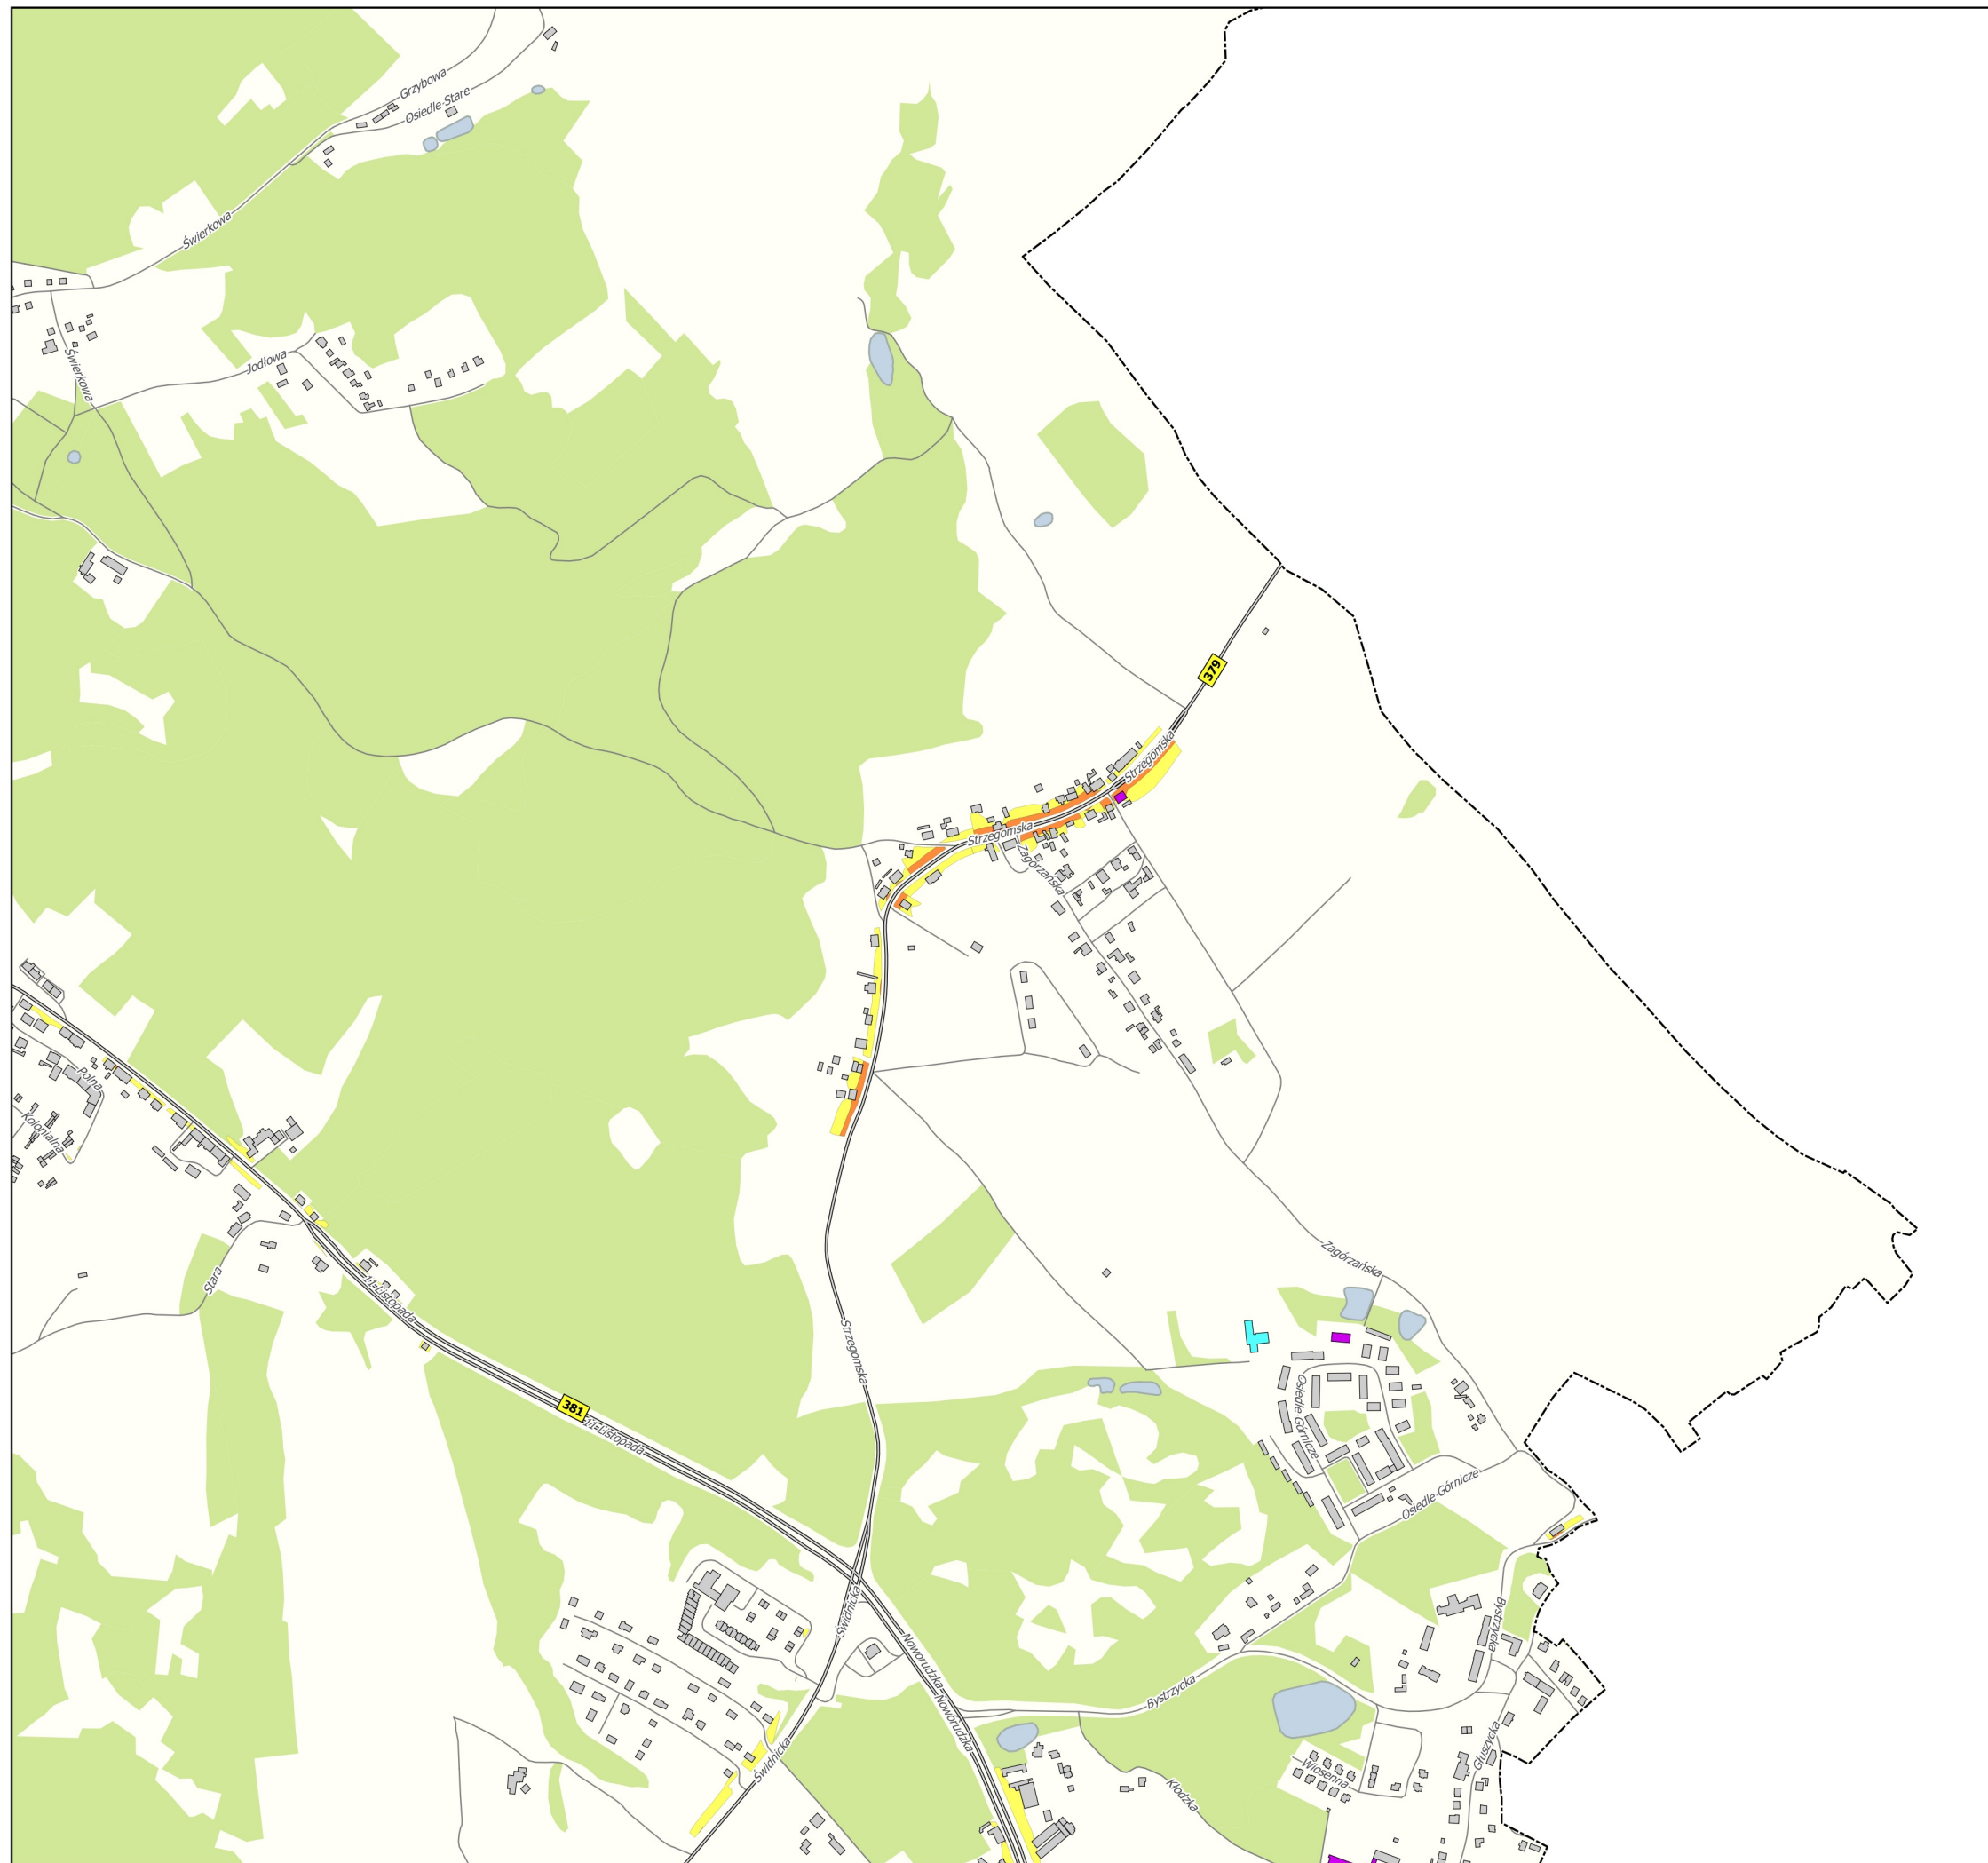 Grzybowa
Osiedle Stare
Świerkowa
Jodłowa
Świerkowa
379
Strzegomska
Strzegomska
Zagórzańska
Polna
Kolonialna
Zagórzańska
Stara
11-Listopada
Strzegomska
381
11-Listopada
Osiedle Górnicze
Osiedle Górnicze
Świdnicka
Noworudzka
Noworudzka
Bystrzycka
Bystrzycka
Świdnicka
Głuszycka
Wiosenna
Kłodzka